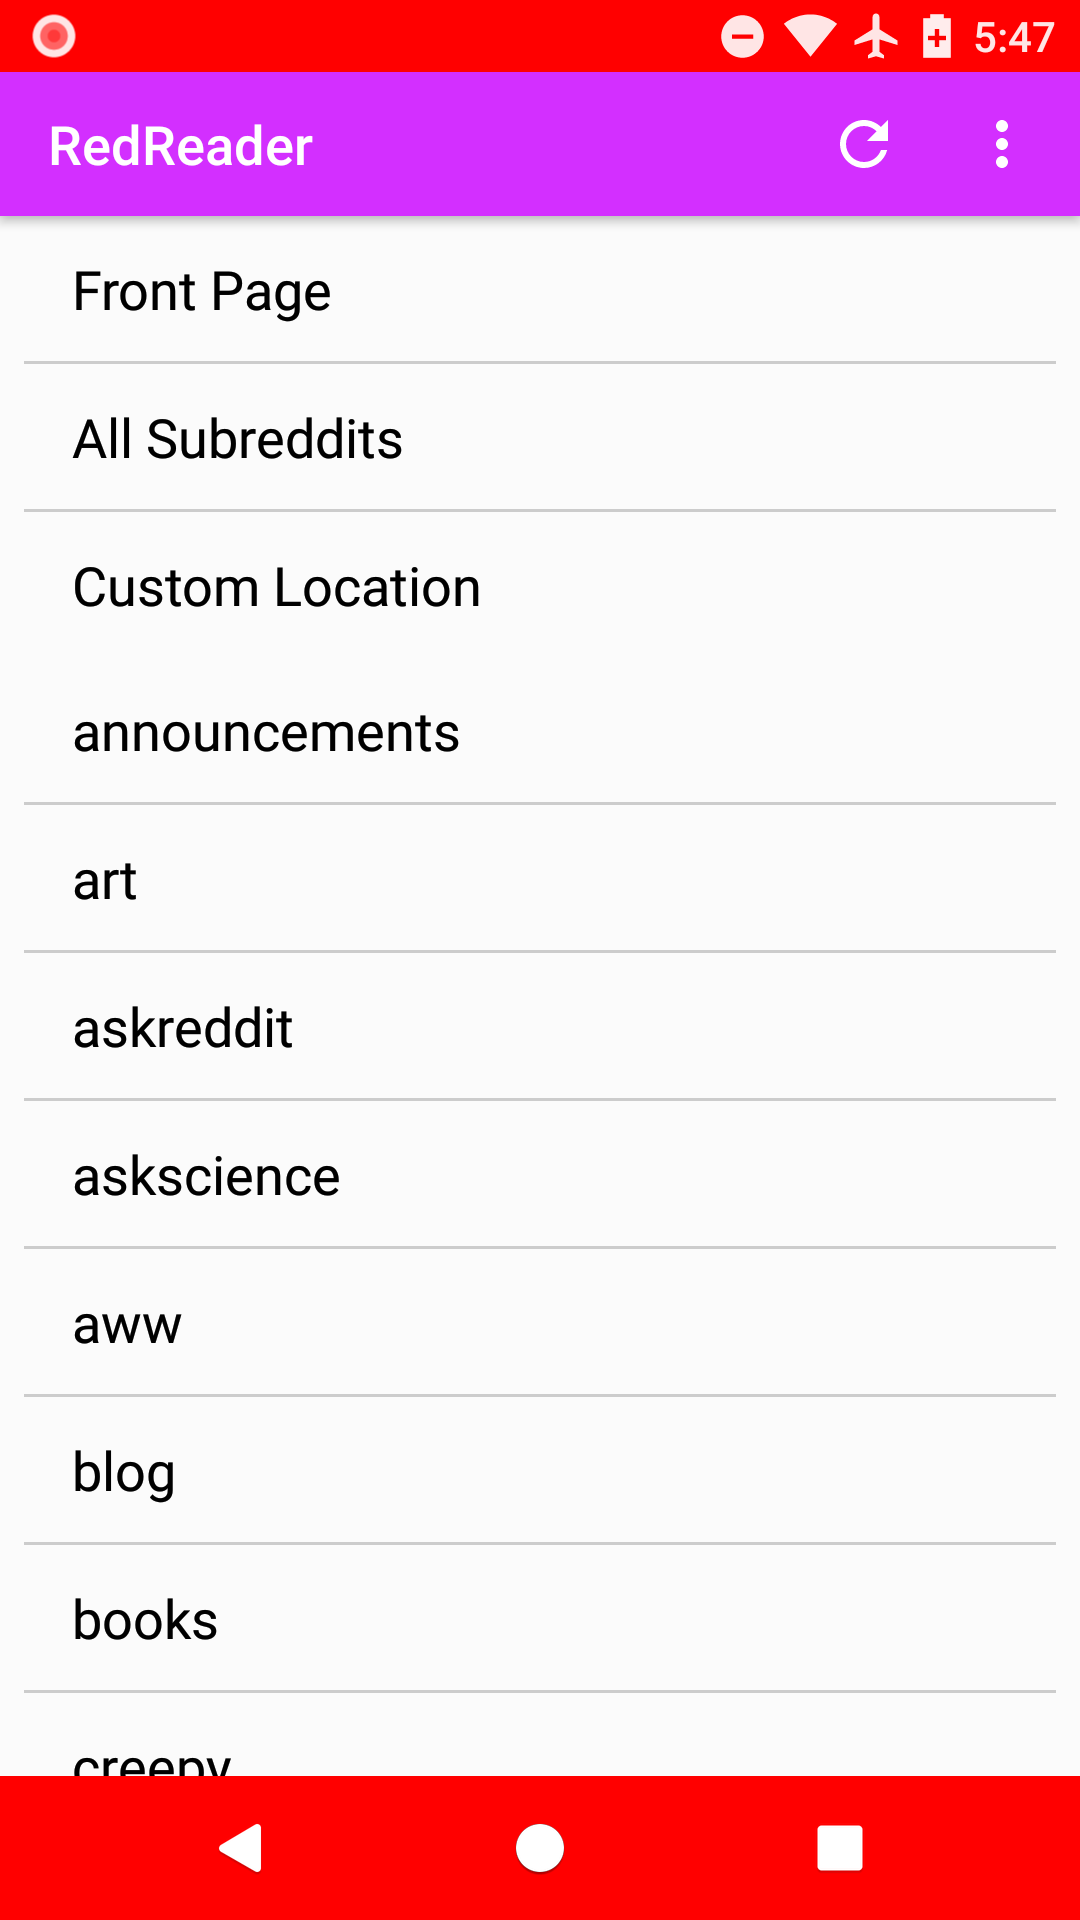 5:47
RedReader
Front Page
All Subreddits
Custom Location
announcements
art
askreddit
askscience
aww
blog
books
creepy